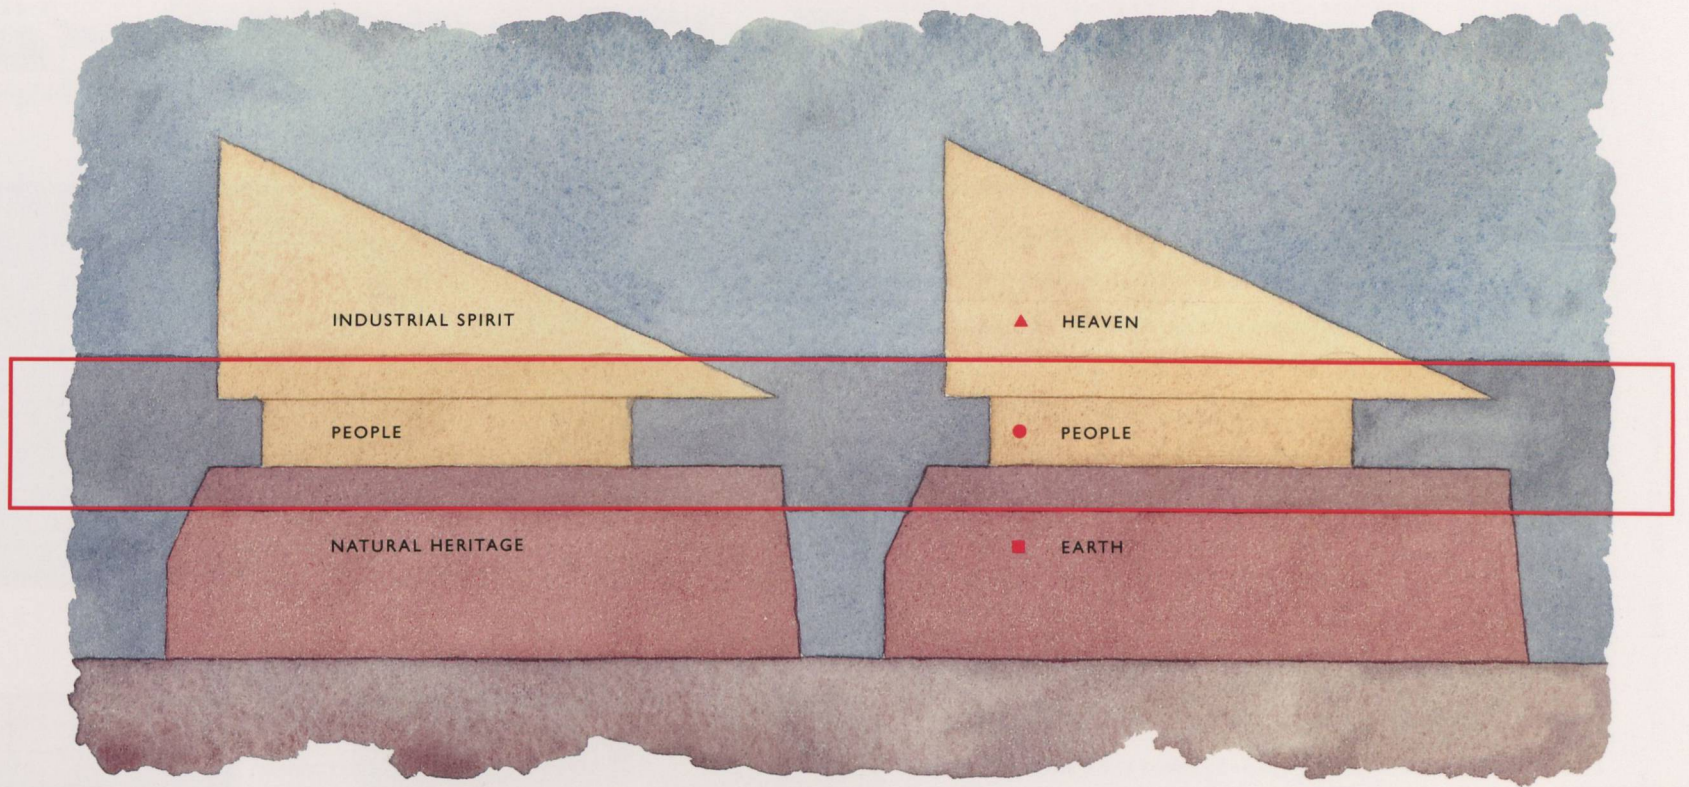 INDUSTRIAL SPIRIT
PEOPLE
NATURAL HERITAGE
HEAVEN
PEOPLE
EARTH